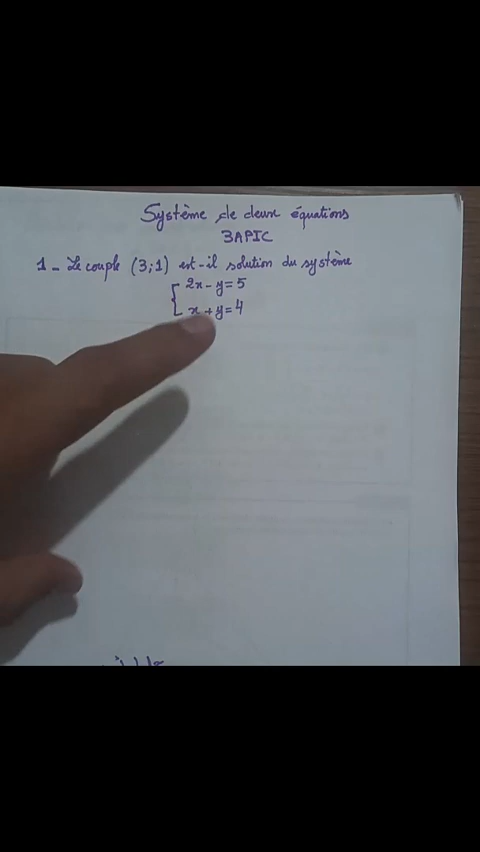 Système de deux équations
3APIC
1 - Le couple (3;1) est-il solution du système
{ 2x - y = 5
x + y = 4